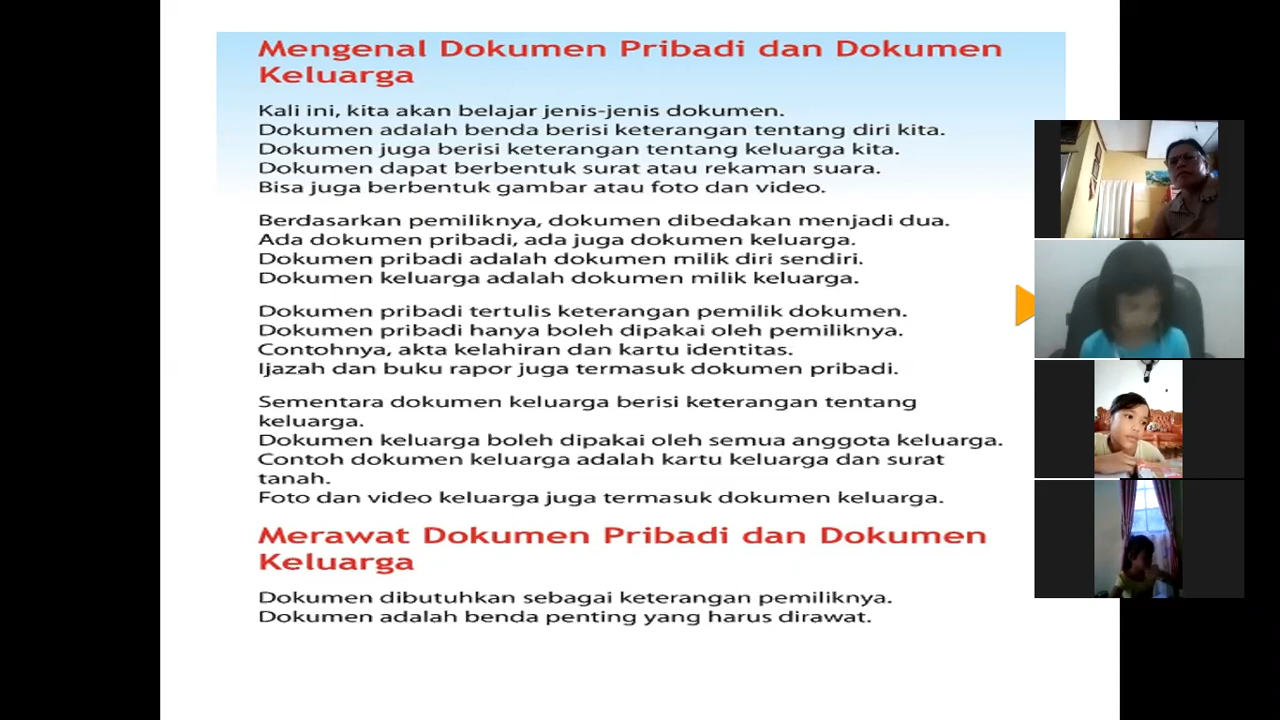 Mengenal Dokumen Pribadi dan Dokumen
Keluarga
Kali ini, kita akan belajar jenis-jenis dokumen.
Dokumen adalah benda berisi keterangan tentang diri kita.
Dokumen juga berisi keterangan tentang keluarga kita.
Dokumen dapat berbentuk surat atau rekaman suara.
Bisa juga berbentuk gambar atau foto dan video.
Berdasarkan pemiliknya, dokumen dibedakan menjadi dua.
Ada dokumen pribadi, ada juga dokumen keluarga.
Dokumen pribadi adalah dokumen milik diri sendiri.
Dokumen keluarga adalah dokumen milik keluarga.
Dokumen pribadi tertulis keterangan pemilik dokumen.
Dokumen pribadi hanya boleh dipakai oleh pemiliknya.
Contohnya, akta kelahiran dan kartu identitas.
Ijazah dan buku rapor juga termasuk dokumen pribadi.
Sementara dokumen keluarga berisi keterangan tentang
keluarga.
Dokumen keluarga boleh dipakai oleh semua anggota keluarga.
Contoh dokumen keluarga adalah kartu keluarga dan surat
tanah.
Foto dan video keluarga juga termasuk dokumen keluarga.
Merawat Dokumen Pribadi dan Dokumen
Keluarga
Dokumen dibutuhkan sebagai keterangan pemiliknya.
Dokumen adalah benda penting yang harus dirawat.